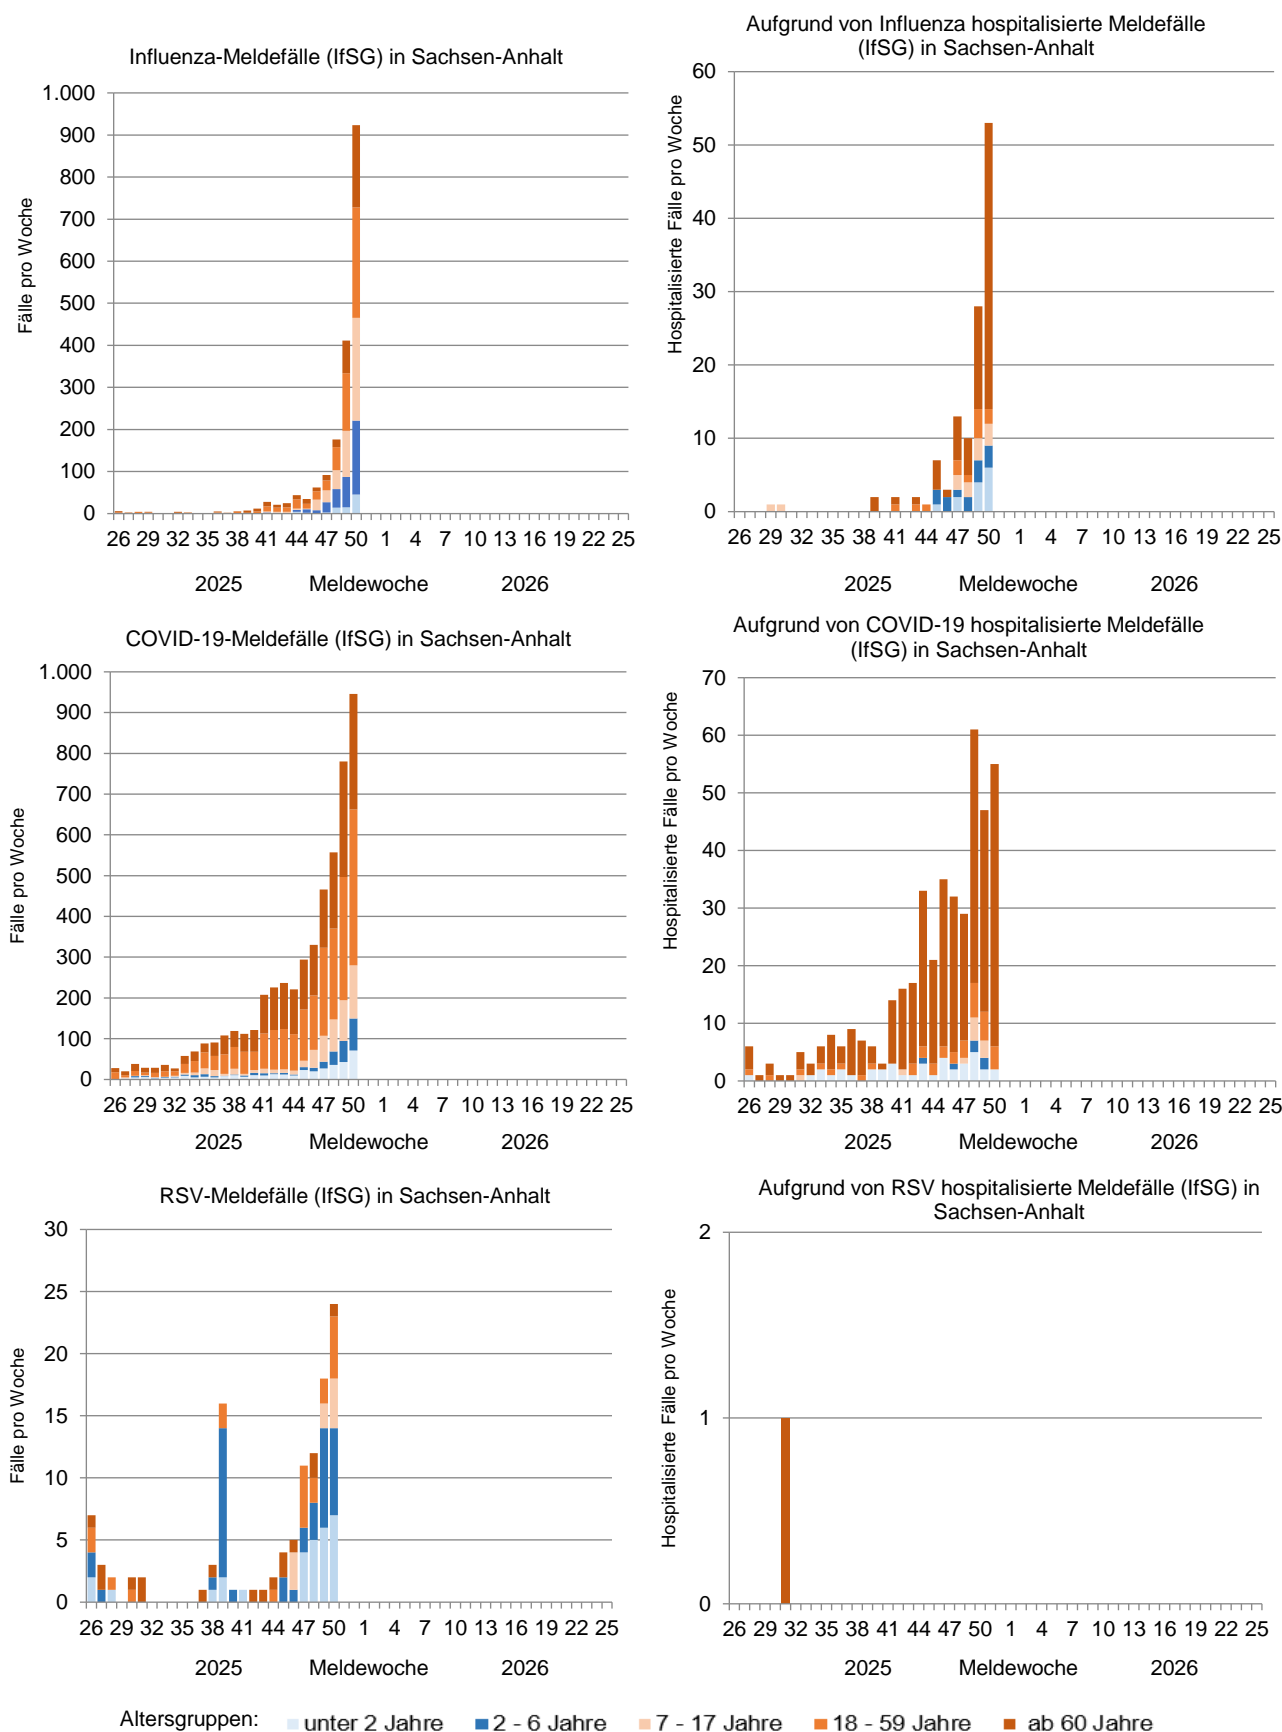 Influenza-Meldefälle (IfSG) in Sachsen-Anhalt
Fälle pro Woche
1.000
900
800
700
600
500
400
300
200
100
0
26 29 32 35 38 41 44 47 50 1 4 7 10 13 16 19 22 25
2025 Meldewoche 2026
Aufgrund von Influenza hospitalisierte Meldefälle
(IfSG) in Sachsen-Anhalt
Hospitalisierte Fälle pro Woche
60
50
40
30
20
10
0
26 29 32 35 38 41 44 47 50 1 4 7 10 13 16 19 22 25
2025 Meldewoche 2026
COVID-19-Meldefälle (IfSG) in Sachsen-Anhalt
Fälle pro Woche
1.000
900
800
700
600
500
400
300
200
100
0
26 29 32 35 38 41 44 47 50 1 4 7 10 13 16 19 22 25
2025 Meldewoche 2026
Aufgrund von COVID-19 hospitalisierte Meldefälle
(IfSG) in Sachsen-Anhalt
Hospitalisierte Fälle pro Woche
70
60
50
40
30
20
10
0
26 29 32 35 38 41 44 47 50 1 4 7 10 13 16 19 22 25
2025 Meldewoche 2026
RSV-Meldefälle (IfSG) in Sachsen-Anhalt
Fälle pro Woche
30
25
20
15
10
5
0
26 29 32 35 38 41 44 47 50 1 4 7 10 13 16 19 22 25
2025 Meldewoche 2026
Aufgrund von RSV hospitalisierte Meldefälle (IfSG) in
Sachsen-Anhalt
Hospitalisierte Fälle pro Woche
2
1
0
26 29 32 35 38 41 44 47 50 1 4 7 10 13 16 19 22 25
2025 Meldewoche 2026
Altersgruppen: unter 2 Jahre 2 - 6 Jahre 7 - 17 Jahre 18 - 59 Jahre ab 60 Jahre